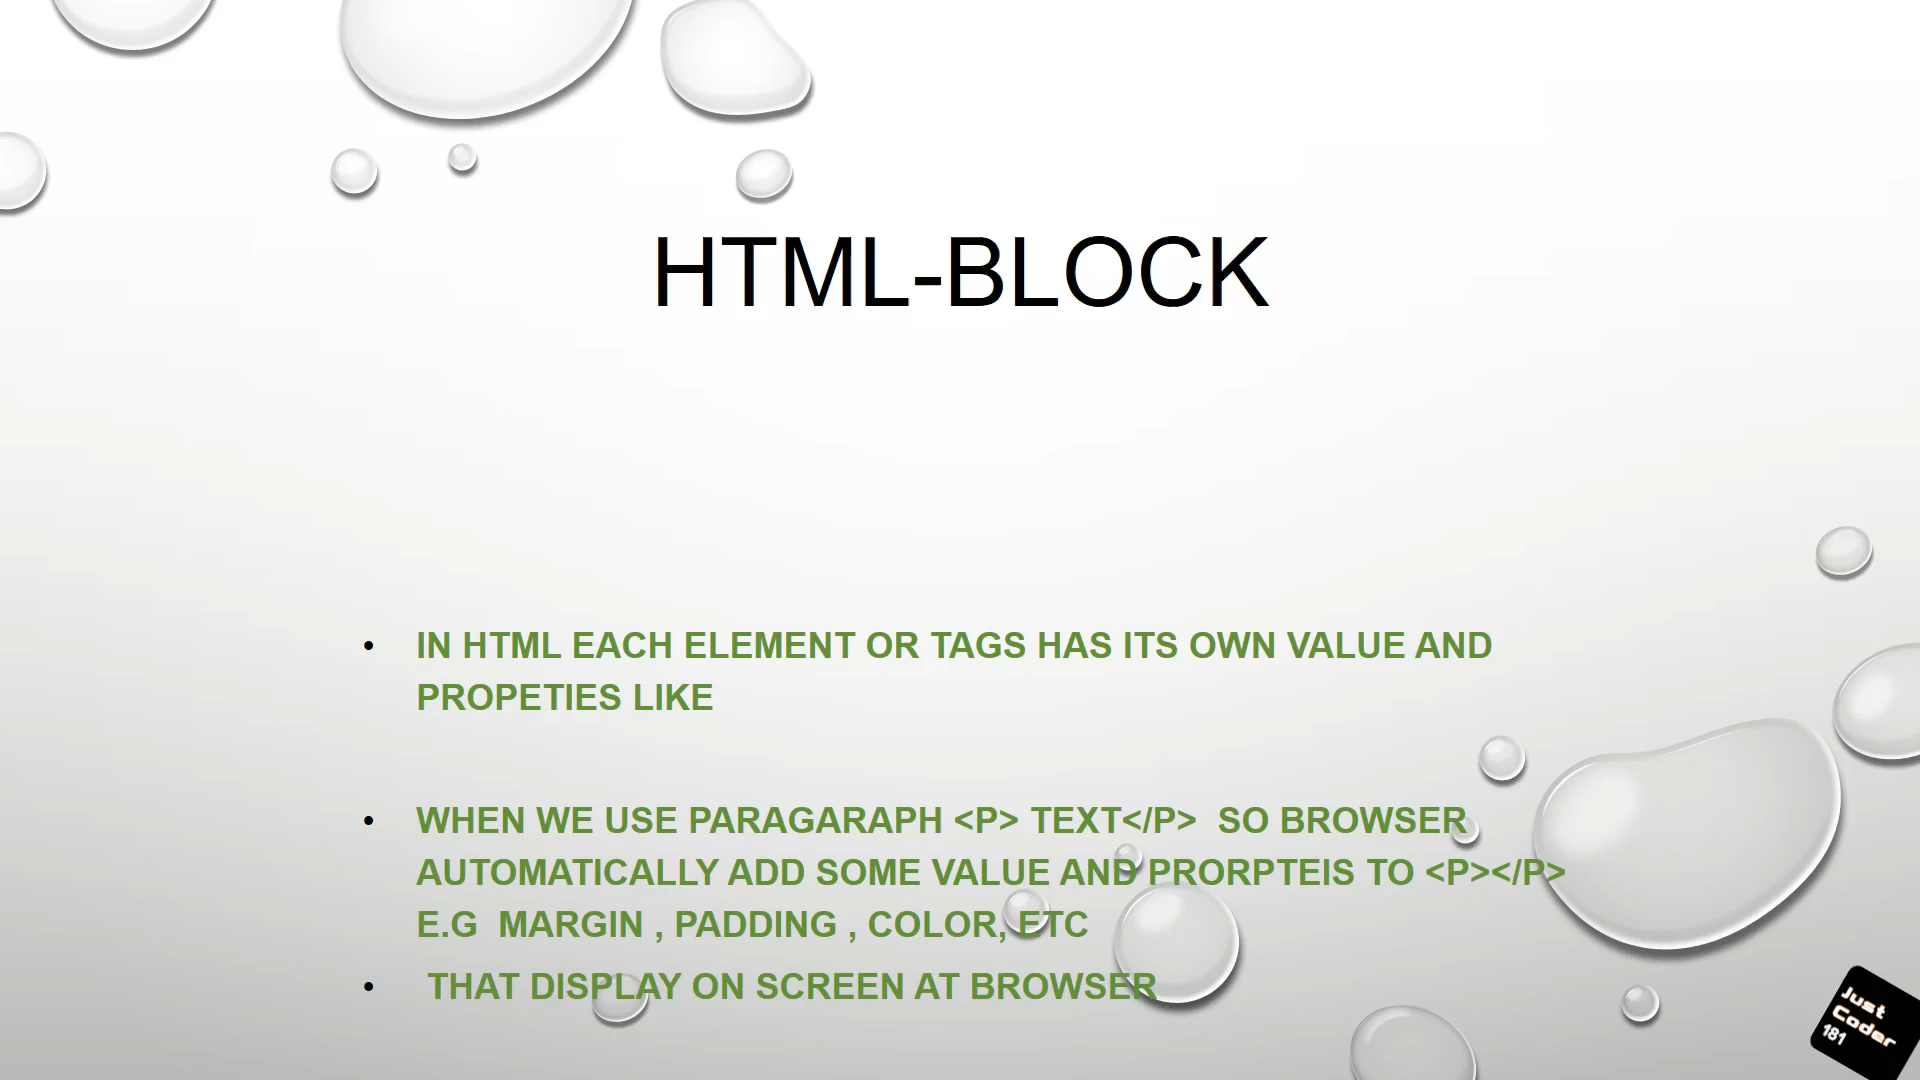 HTML-BLOCK
• IN HTML EACH ELEMENT OR TAGS HAS ITS OWN VALUE AND
PROPETIES LIKE
• WHEN WE USE PARAGARAPH <P> TEXT</P>  SO BROWSER
AUTOMATICALLY ADD SOME VALUE AND PRORPTEIS TO <P></P>
E.G  MARGIN , PADDING , COLOR, ETC
• THAT DISPLAY ON SCREEN AT BROWSER
Just
Coder
181